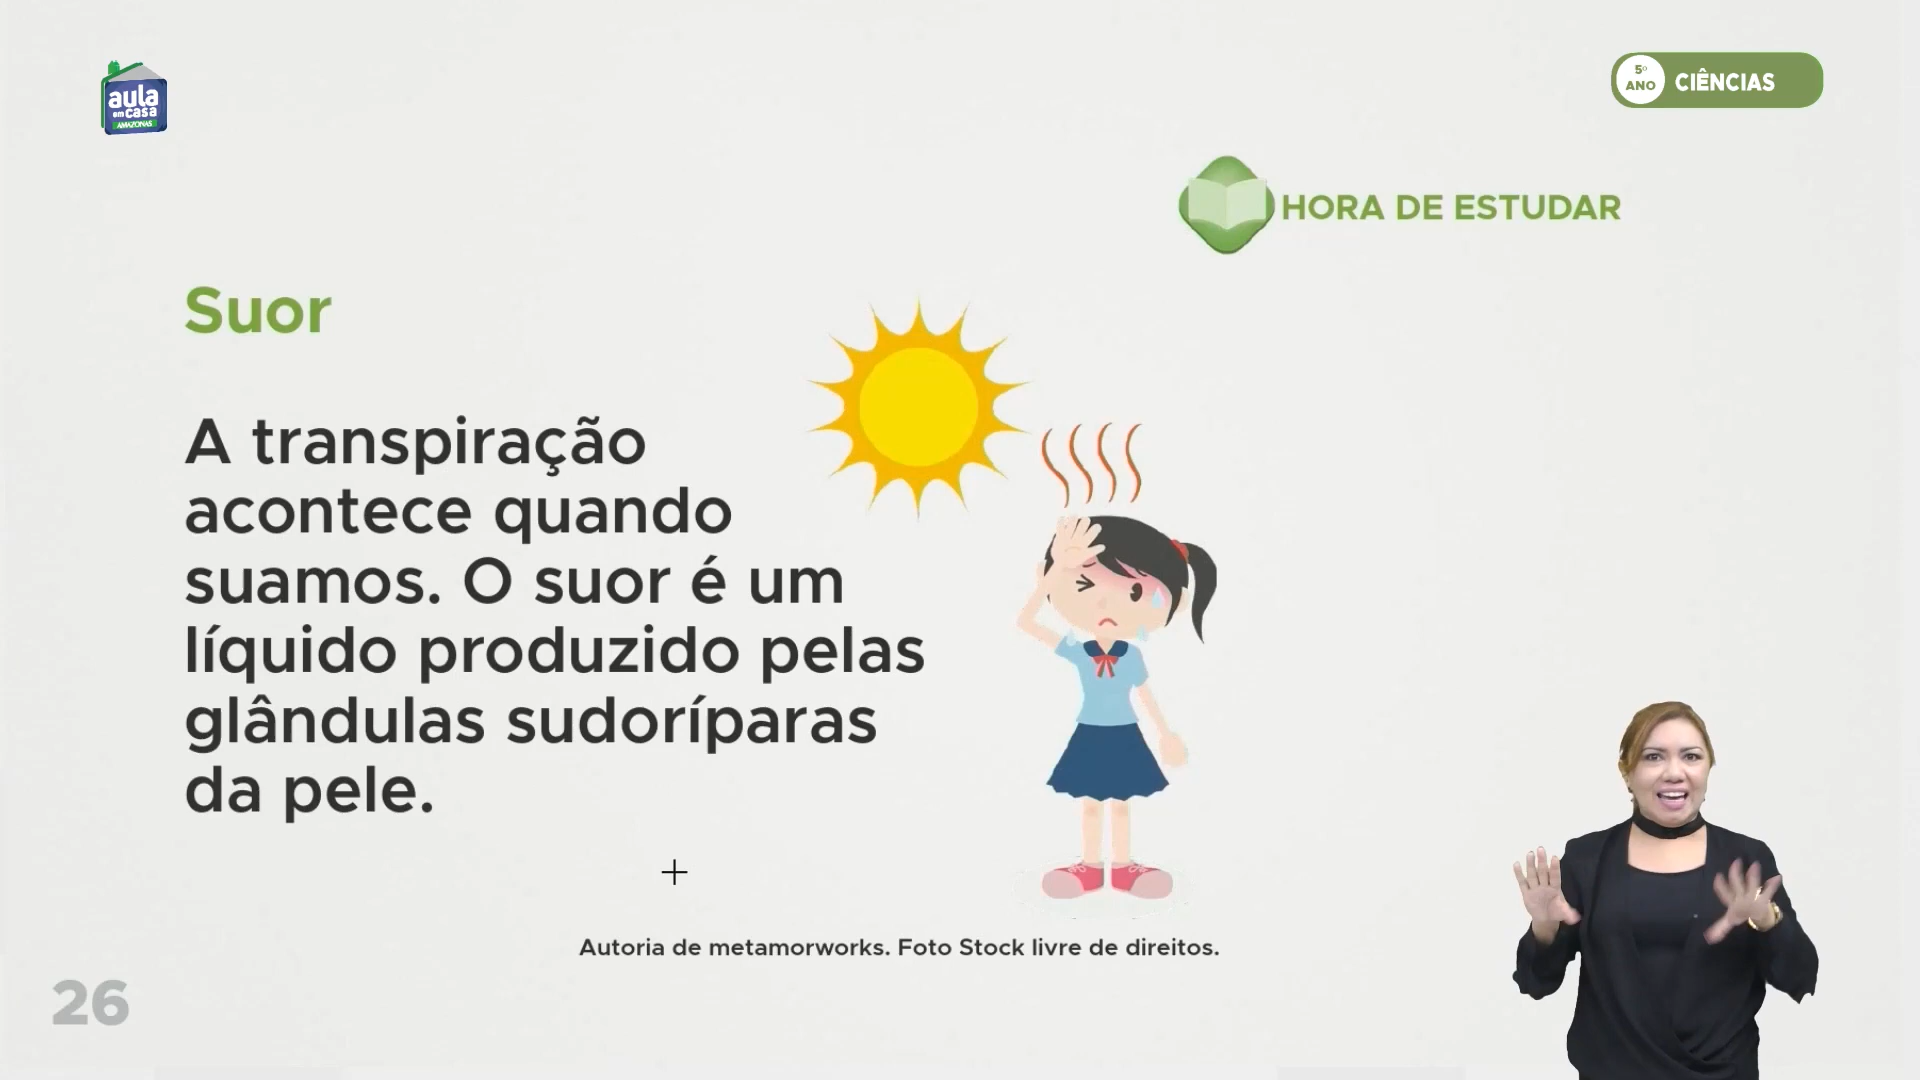 aula
em casa
AMAZONAS
5º
ANO
CIÊNCIAS
HORA DE ESTUDAR
Suor
A transpiração
acontece quando
suamos. O suor é um
líquido produzido pelas
glândulas sudoríparas
da pele.
Autoria de metamorworks. Foto Stock livre de direitos.
26